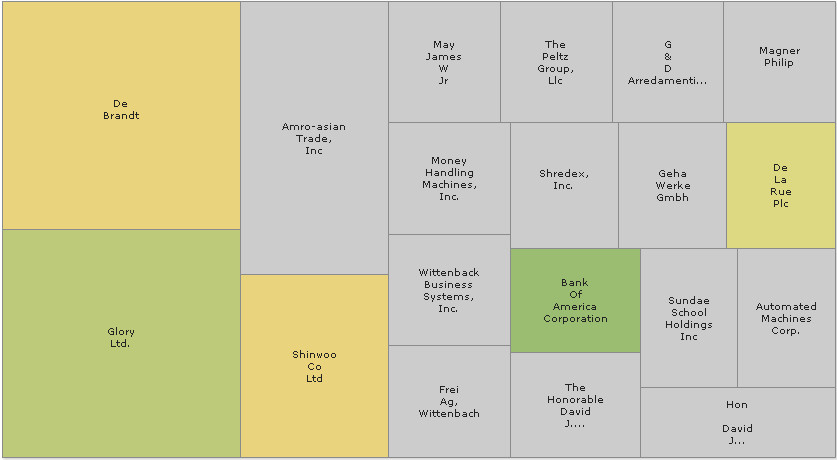 De
Brandt
Glory
Ltd.
Amro-asian
Trade,
Inc
Shinwoo
Co
Ltd
May
James
W
Jr
The
Peltz
Group,
Llc
G
&
D
Arredamenti...
Magner
Philip
Money
Handling
Machines,
Inc.
Shredex,
Inc.
Geha
Werke
Gmbh
De
La
Rue
Plc
Wittenback
Business
Systems,
Inc.
Bank
Of
America
Corporation
Sundae
School
Holdings
Inc
Automated
Machines
Corp.
Frei
Ag,
Wittenbach
The
Honorable
David
J....
Hon
David
J...